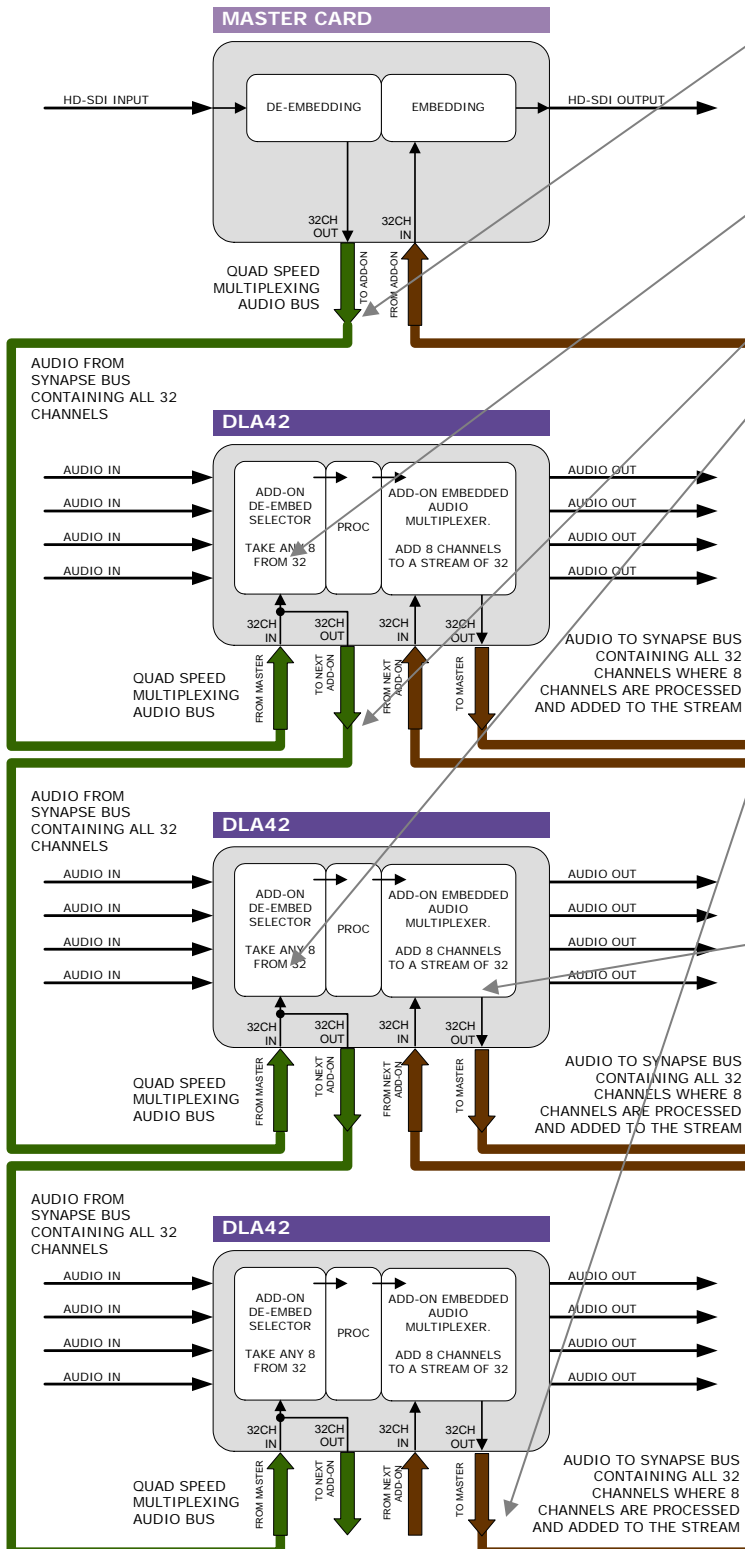 MASTER CARD
HD-SDI INPUT
DE-EMBEDDING
EMBEDDING
HD-SDI OUTPUT
32CH
OUT
32CH
IN
QUAD SPEED
MULTIPLEXING
AUDIO BUS
TO ADD-ON
FROM ADD-ON
AUDIO FROM
SYNAPSE BUS
CONTAINING ALL 32
CHANNELS
DLA42
AUDIO IN
AUDIO IN
AUDIO IN
AUDIO IN
ADD-ON
DE-EMBED
SELECTOR
TAKE ANY 8
FROM 32
PROC
ADD-ON EMBEDDED
AUDIO
MULTIPLEXER.
ADD 8 CHANNELS
TO A STREAM OF 32
AUDIO OUT
AUDIO OUT
AUDIO OUT
AUDIO OUT
32CH
IN
32CH
OUT
32CH
IN
32CH
OUT
QUAD SPEED
MULTIPLEXING
AUDIO BUS
FROM MASTER
TO NEXT
ADD-ON
FROM NEXT
ADD-ON
TO MASTER
AUDIO TO SYNAPSE BUS
CONTAINING ALL 32
CHANNELS WHERE 8
CHANNELS ARE PROCESSED
AND ADDED TO THE STREAM
AUDIO FROM
SYNAPSE BUS
CONTAINING ALL 32
CHANNELS
DLA42
AUDIO IN
AUDIO IN
AUDIO IN
AUDIO IN
ADD-ON
DE-EMBED
SELECTOR
TAKE ANY 8
FROM 32
PROC
ADD-ON EMBEDDED
AUDIO
MULTIPLEXER.
ADD 8 CHANNELS
TO A STREAM OF 32
AUDIO OUT
AUDIO OUT
AUDIO OUT
AUDIO OUT
32CH
IN
32CH
OUT
32CH
IN
32CH
OUT
QUAD SPEED
MULTIPLEXING
AUDIO BUS
FROM MASTER
TO NEXT
ADD-ON
FROM NEXT
ADD-ON
TO MASTER
AUDIO TO SYNAPSE BUS
CONTAINING ALL 32
CHANNELS WHERE 8
CHANNELS ARE PROCESSED
AND ADDED TO THE STREAM
AUDIO FROM
SYNAPSE BUS
CONTAINING ALL 32
CHANNELS
DLA42
AUDIO IN
AUDIO IN
AUDIO IN
AUDIO IN
ADD-ON
DE-EMBED
SELECTOR
TAKE ANY 8
FROM 32
PROC
ADD-ON EMBEDDED
AUDIO
MULTIPLEXER.
ADD 8 CHANNELS
TO A STREAM OF 32
AUDIO OUT
AUDIO OUT
AUDIO OUT
AUDIO OUT
32CH
IN
32CH
OUT
32CH
IN
32CH
OUT
QUAD SPEED
MULTIPLEXING
AUDIO BUS
FROM MASTER
TO NEXT
ADD-ON
FROM NEXT
ADD-ON
TO MASTER
AUDIO TO SYNAPSE BUS
CONTAINING ALL 32
CHANNELS WHERE 8
CHANNELS ARE PROCESSED
AND ADDED TO THE STREAM